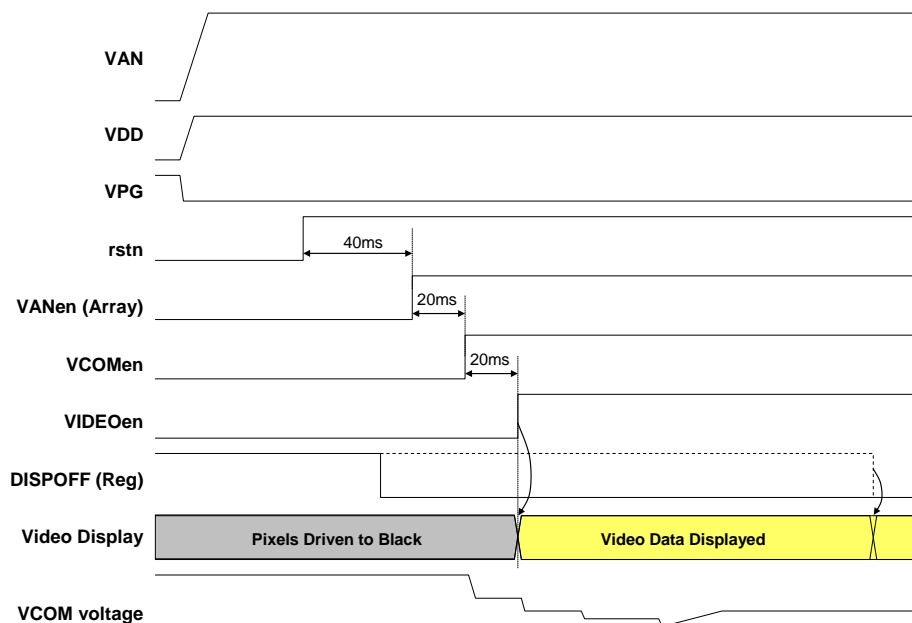 VAN
VDD
VPG
rstn
40ms
VANen (Array)
20ms
VCOMen
20ms
VIDEOen
DISPOFF (Reg)
Video Display
Pixels Driven to Black
Video Data Displayed
VCOM voltage